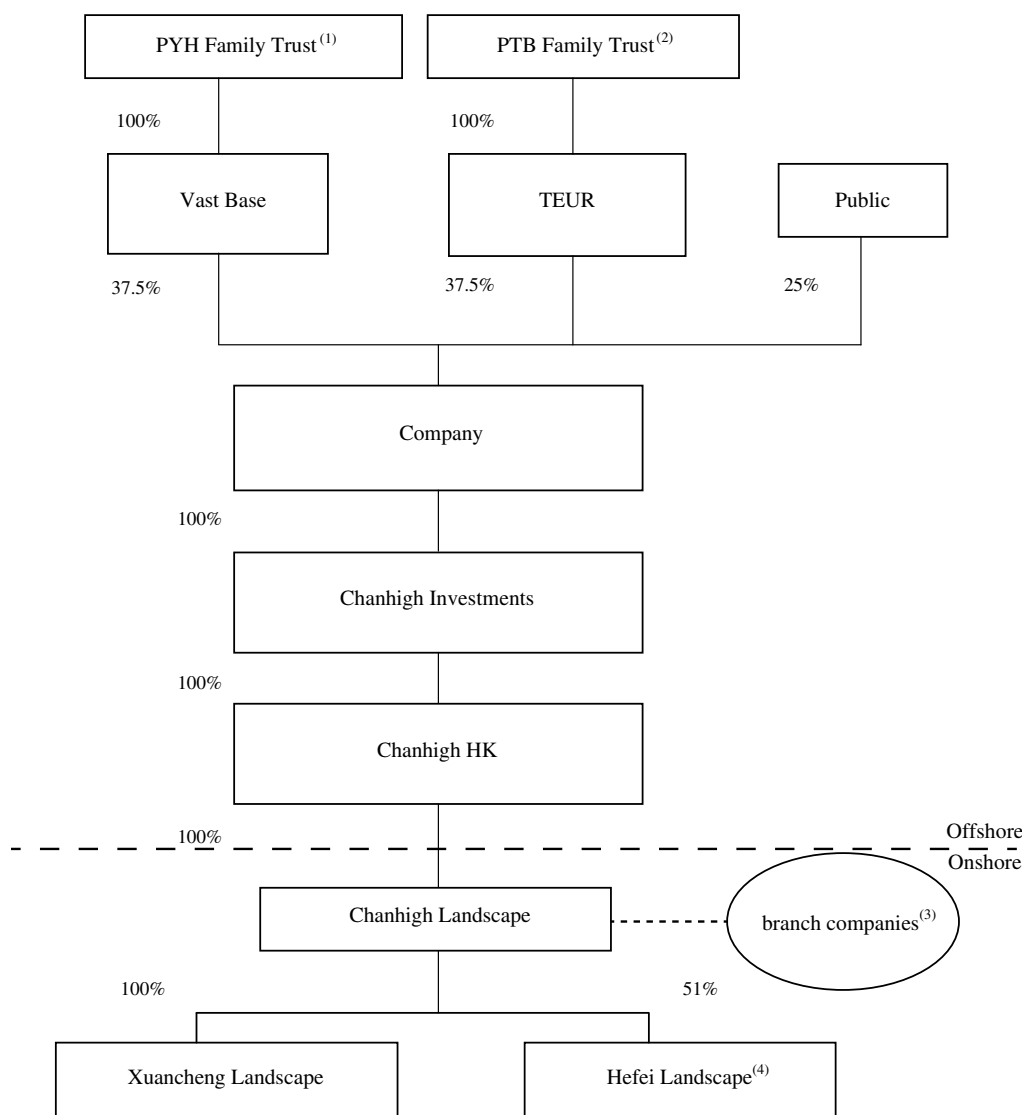 PYH Family Trust(1)
PTB Family Trust(2)
100%
100%
Vast Base
TEUR
Public
37.5%
37.5%
25%
Company
100%
Chanhigh Investments
100%
Chanhigh HK
100%
Offshore
Onshore
Chanhigh Landscape
branch companies(3)
100%
51%
Xuancheng Landscape
Hefei Landscape(4)